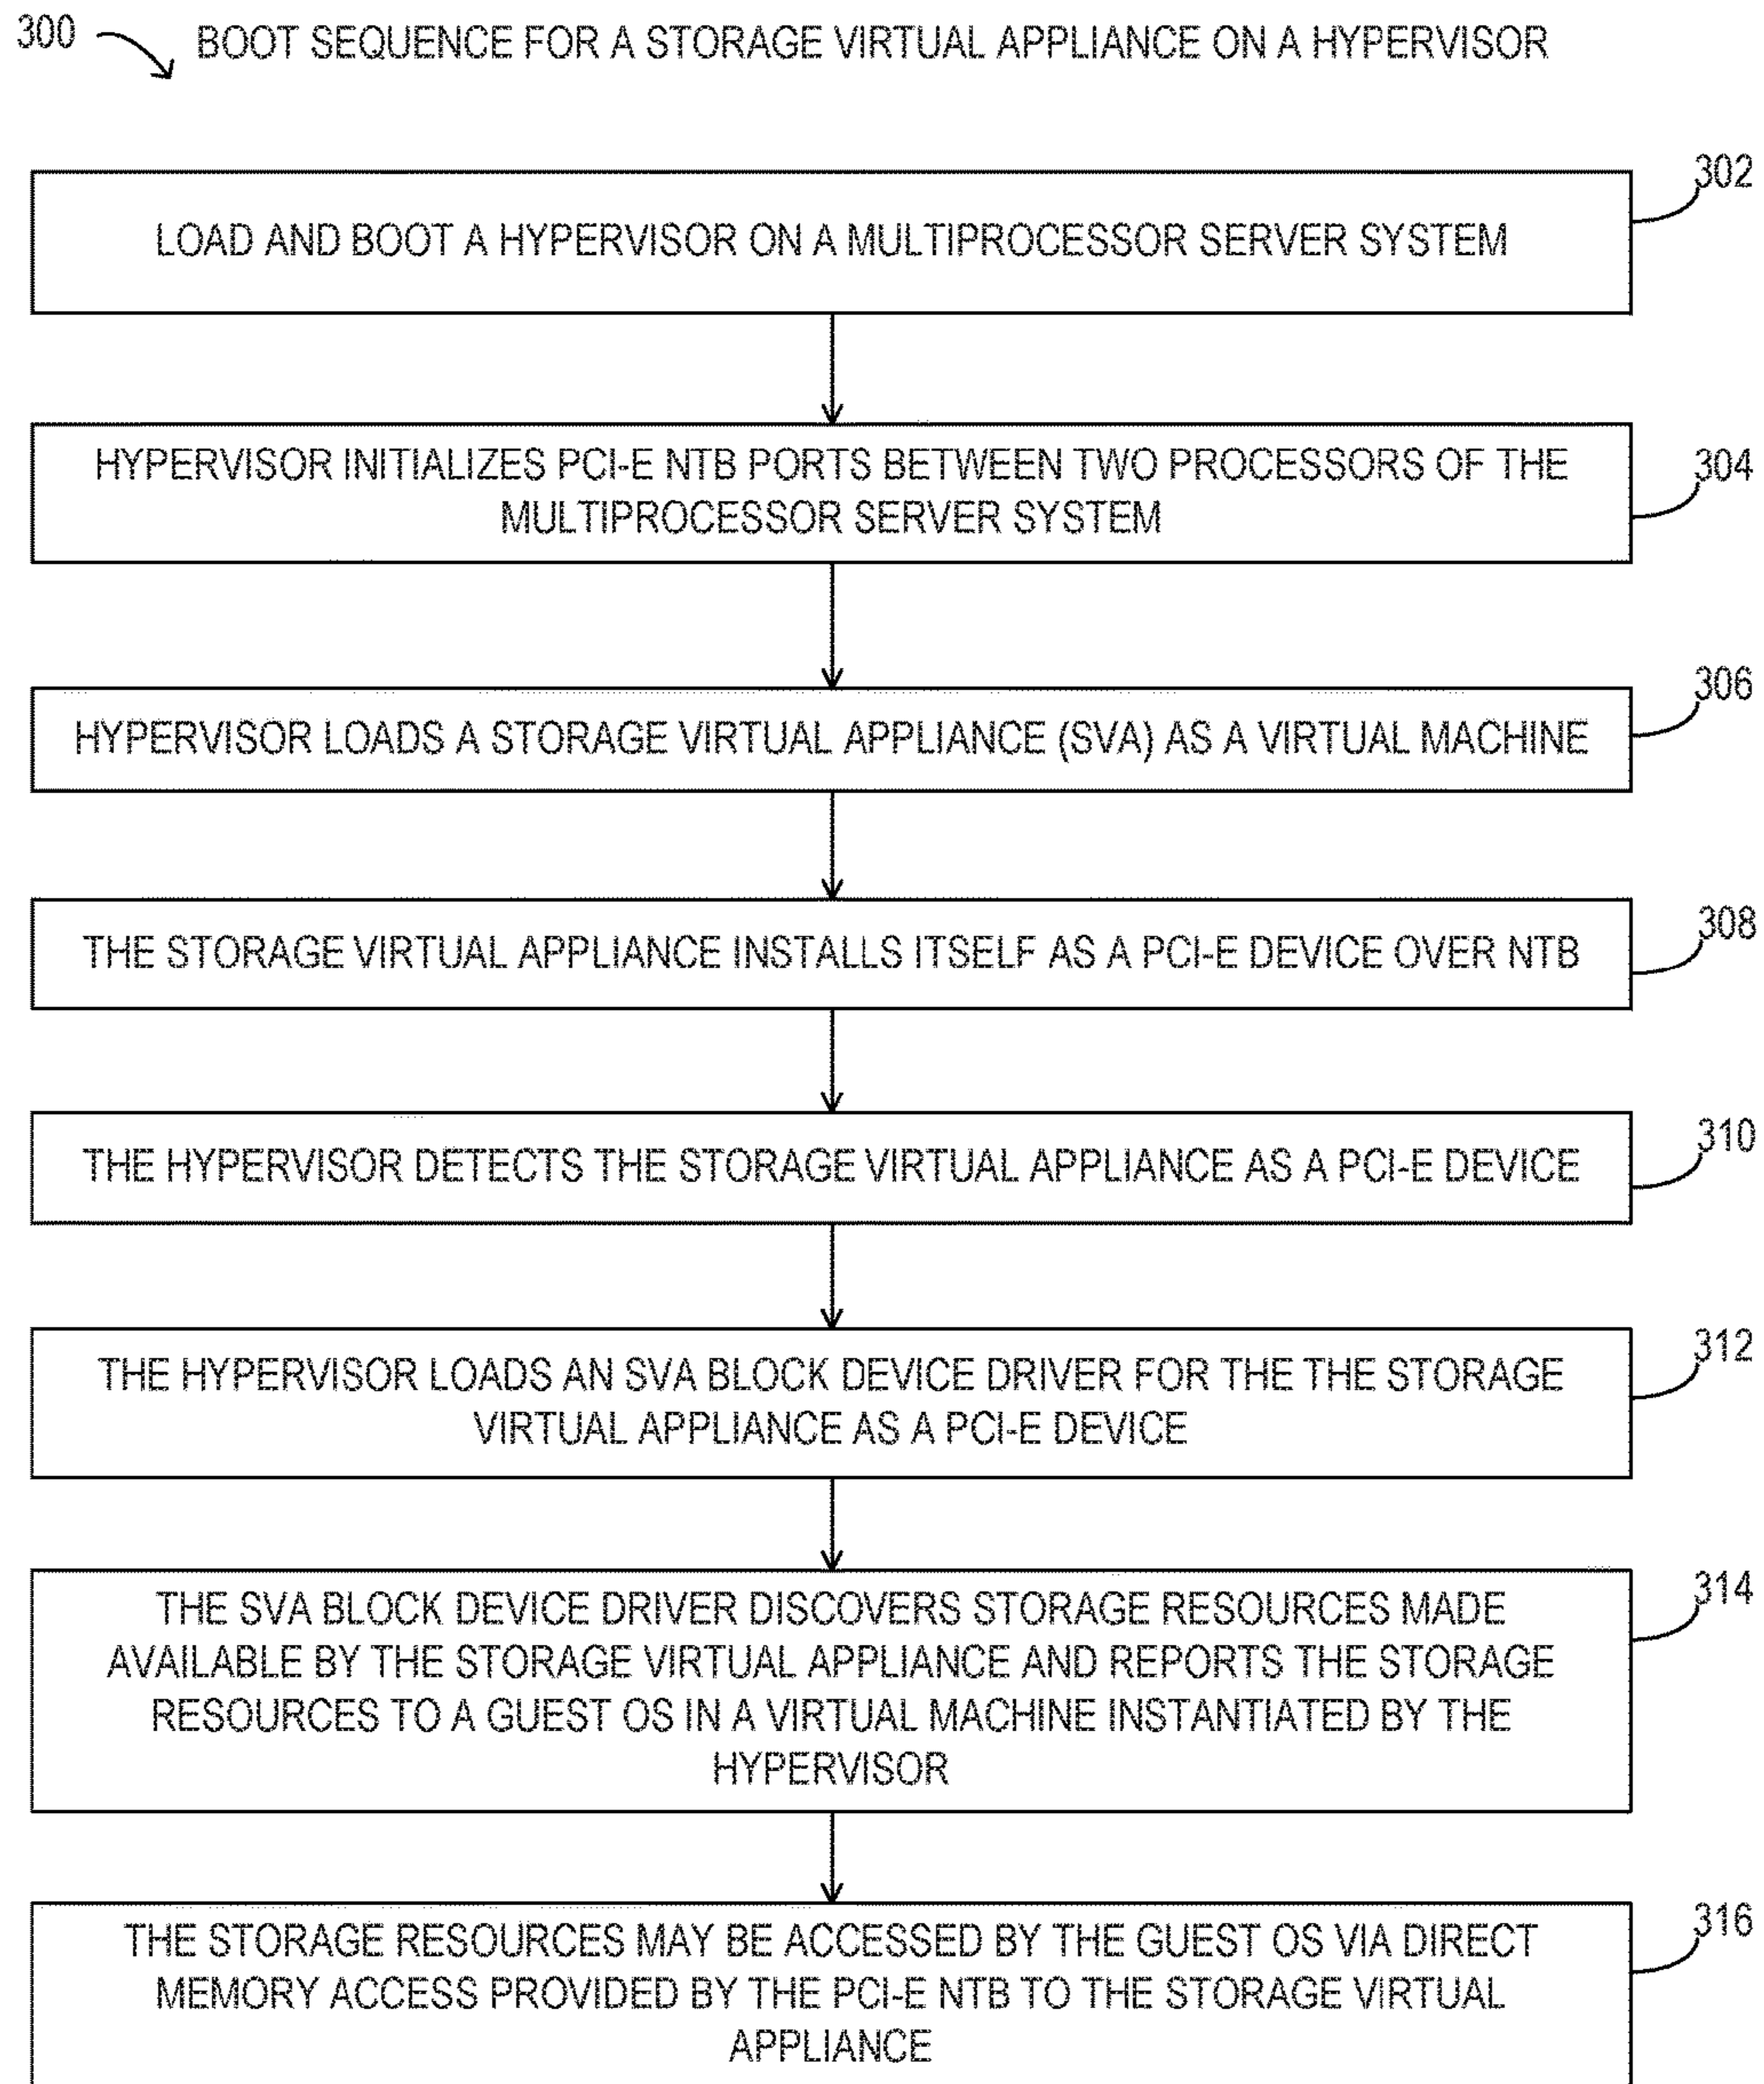 300 BOOT SEQUENCE FOR A STORAGE VIRTUAL APPLIANCE ON A HYPERVISOR
302
LOAD AND BOOT A HYPERVISOR ON A MULTIPROCESSOR SERVER SYSTEM
HYPERVISOR INITIALIZES PCI-E NTB PORTS BETWEEN TWO PROCESSORS OF THE
304
MULTIPROCESSOR SERVER SYSTEM
306
HYPERVISOR LOADS A STORAGE VIRTUAL APPLIANCE (SVA) AS A VIRTUAL MACHINE
308
THE STORAGE VIRTUAL APPLIANCE INSTALLS ITSELF AS A PCI-E DEVICE OVER NTB
310
THE HYPERVISOR DETECTS THE STORAGE VIRTUAL APPLIANCE AS A PCI-E DEVICE
312
THE HYPERVISOR LOADS AN SVA BLOCK DEVICE DRIVER FOR THE THE STORAGE
VIRTUAL APPLIANCE AS A PCI-E DEVICE
314
THE SVA BLOCK DEVICE DRIVER DISCOVERS STORAGE RESOURCES MADE
AVAILABLE BY THE STORAGE VIRTUAL APPLIANCE AND REPORTS THE STORAGE
RESOURCES TO A GUEST OS IN A VIRTUAL MACHINE INSTANTIATED BY THE
HYPERVISOR
316
THE STORAGE RESOURCES MAY BE ACCESSED BY THE GUEST OS VIA DIRECT
MEMORY ACCESS PROVIDED BY THE PCI-E NTB TO THE STORAGE VIRTUAL
APPLIANCE